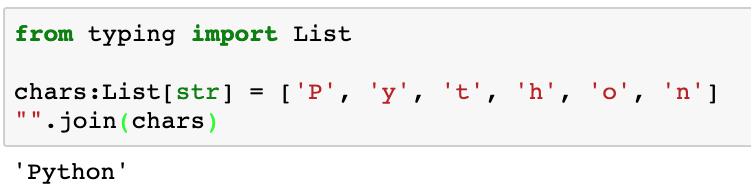 from typing import List
chars:List[str] = ['P', 'y', 't', 'h', 'o', 'n']
"".join(chars)
'Python'